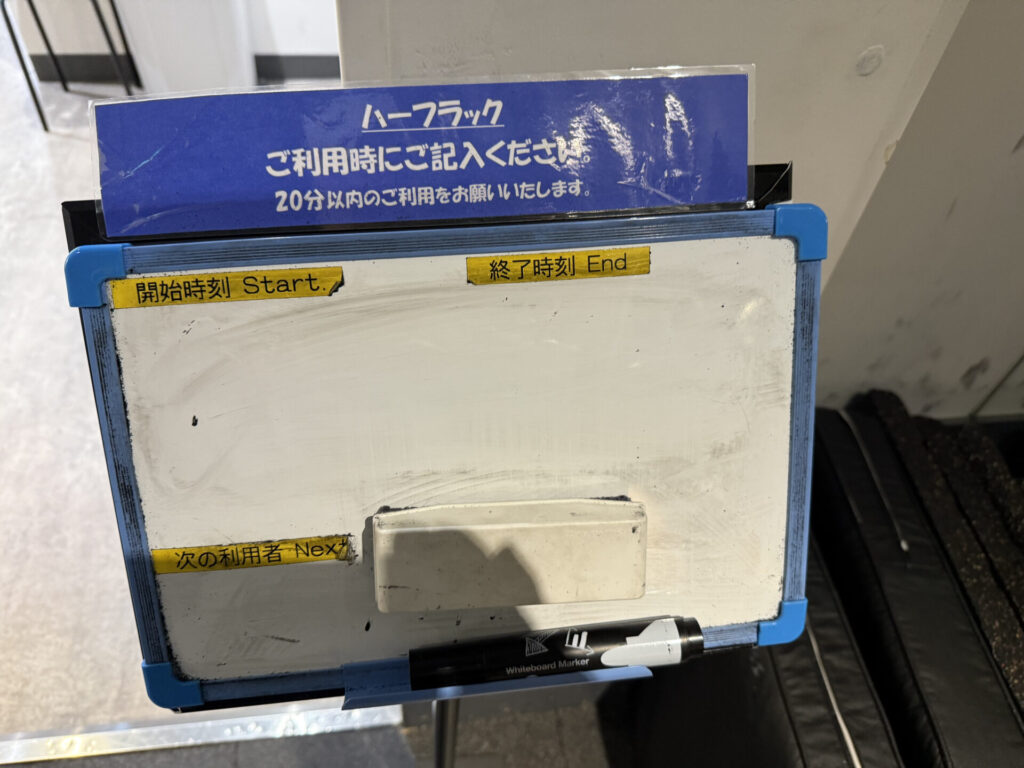 ハーフラック
ご利用時にご記入ください。
20分以内のご利用をお願いいたします。
開始時刻 Start
終了時刻 End
次の利用者 Next
Whiteboard Marker